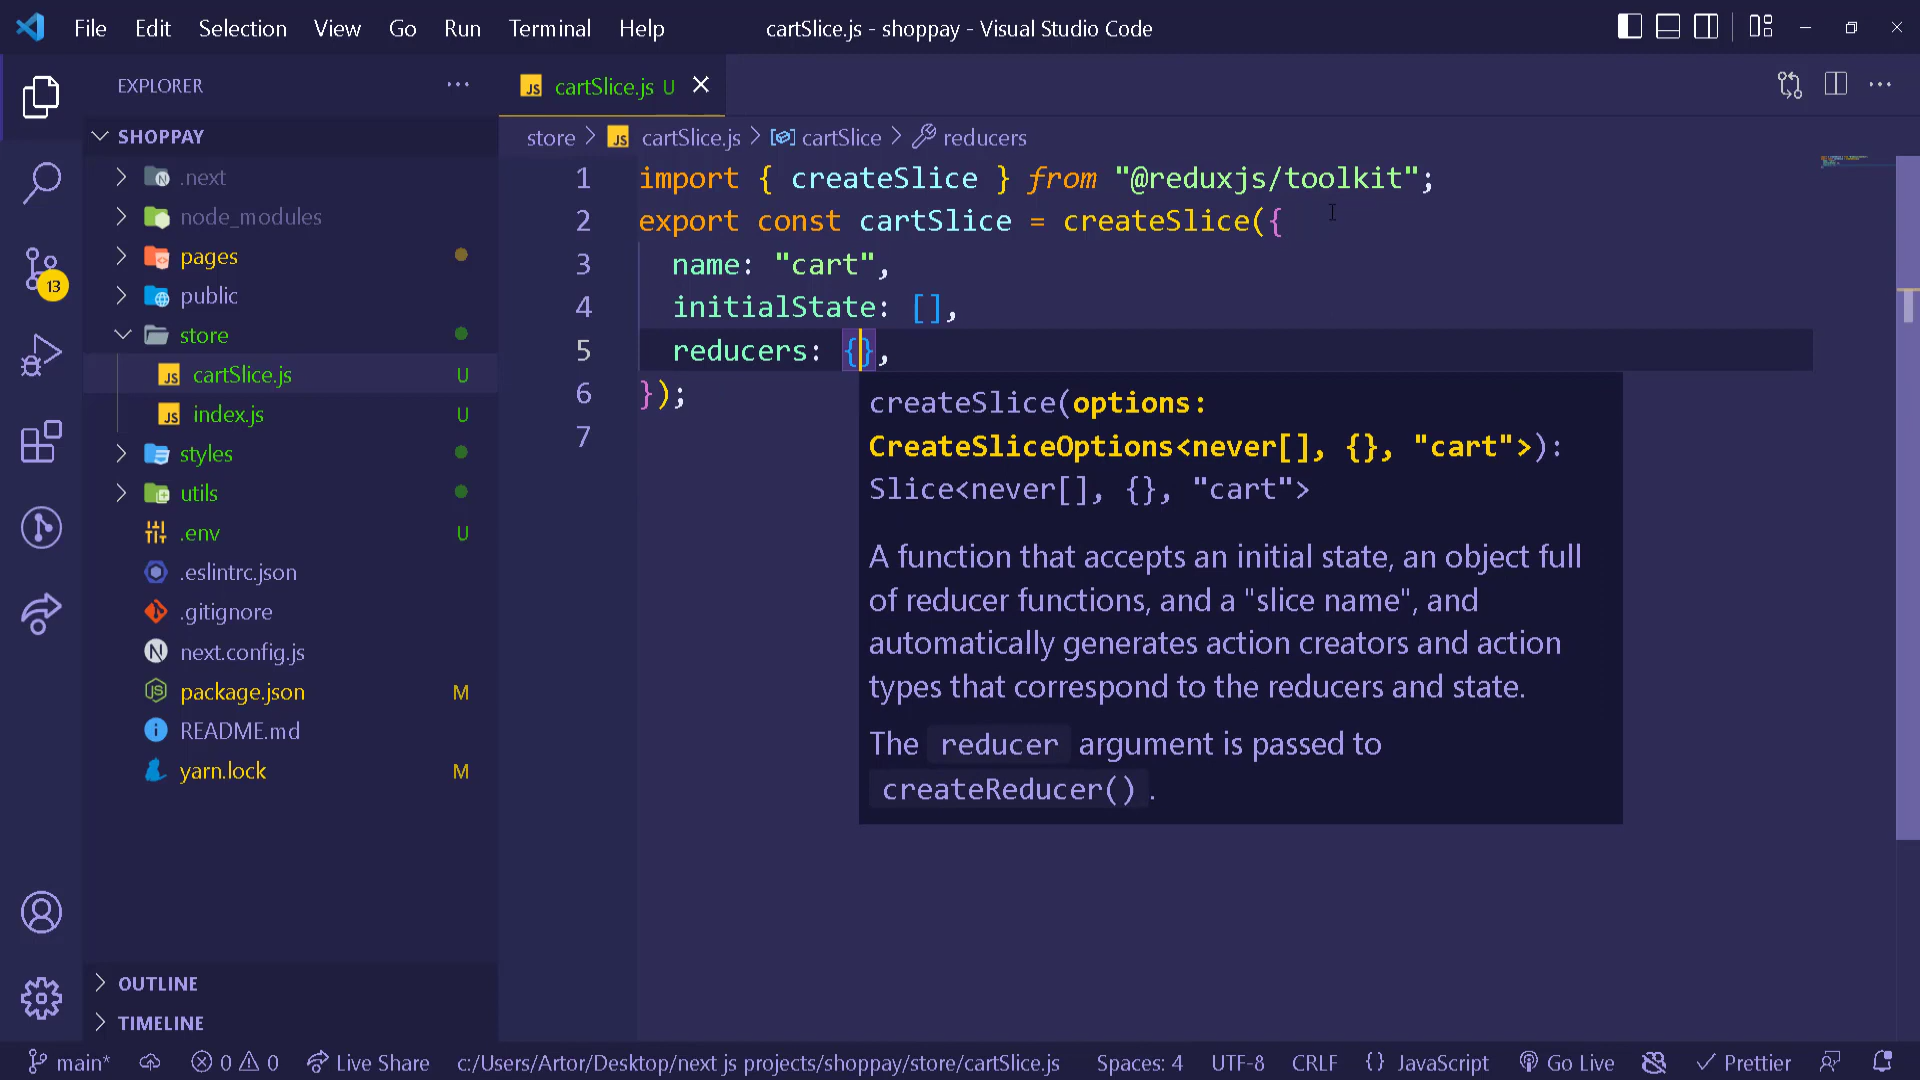 File Edit Selection View Go Run Terminal Help
cartSlice.js - shoppay - Visual Studio Code
EXPLORER
SHOPPAY
.next
node_modules
pages
public
store
cartSlice.js U
index.js U
styles
utils
.env U
.eslintrc.json
.gitignore
next.config.js
package.json M
README.md
yarn.lock M
OUTLINE
TIMELINE
13
cartSlice.js U
store > JS cartSlice.js > cartSlice > reducers
1 import { createSlice } from "@reduxjs/toolkit";
2 export const cartSlice = createSlice({
3 name: "cart",
4 initialState: [],
5 reducers: {},
6 });
7
createSlice(options:
CreateSliceOptions<never[], {}, "cart">):
Slice<never[], {}, "cart">
A function that accepts an initial state, an object full
of reducer functions, and a "slice name", and
automatically generates action creators and action
types that correspond to the reducers and state.
The reducer argument is passed to
createReducer() .
main* 0 0 Live Share c:/Users/Artor/Desktop/next js projects/shoppay/store/cartSlice.js Spaces: 4 UTF-8 CRLF {} JavaScript Go Live Prettier